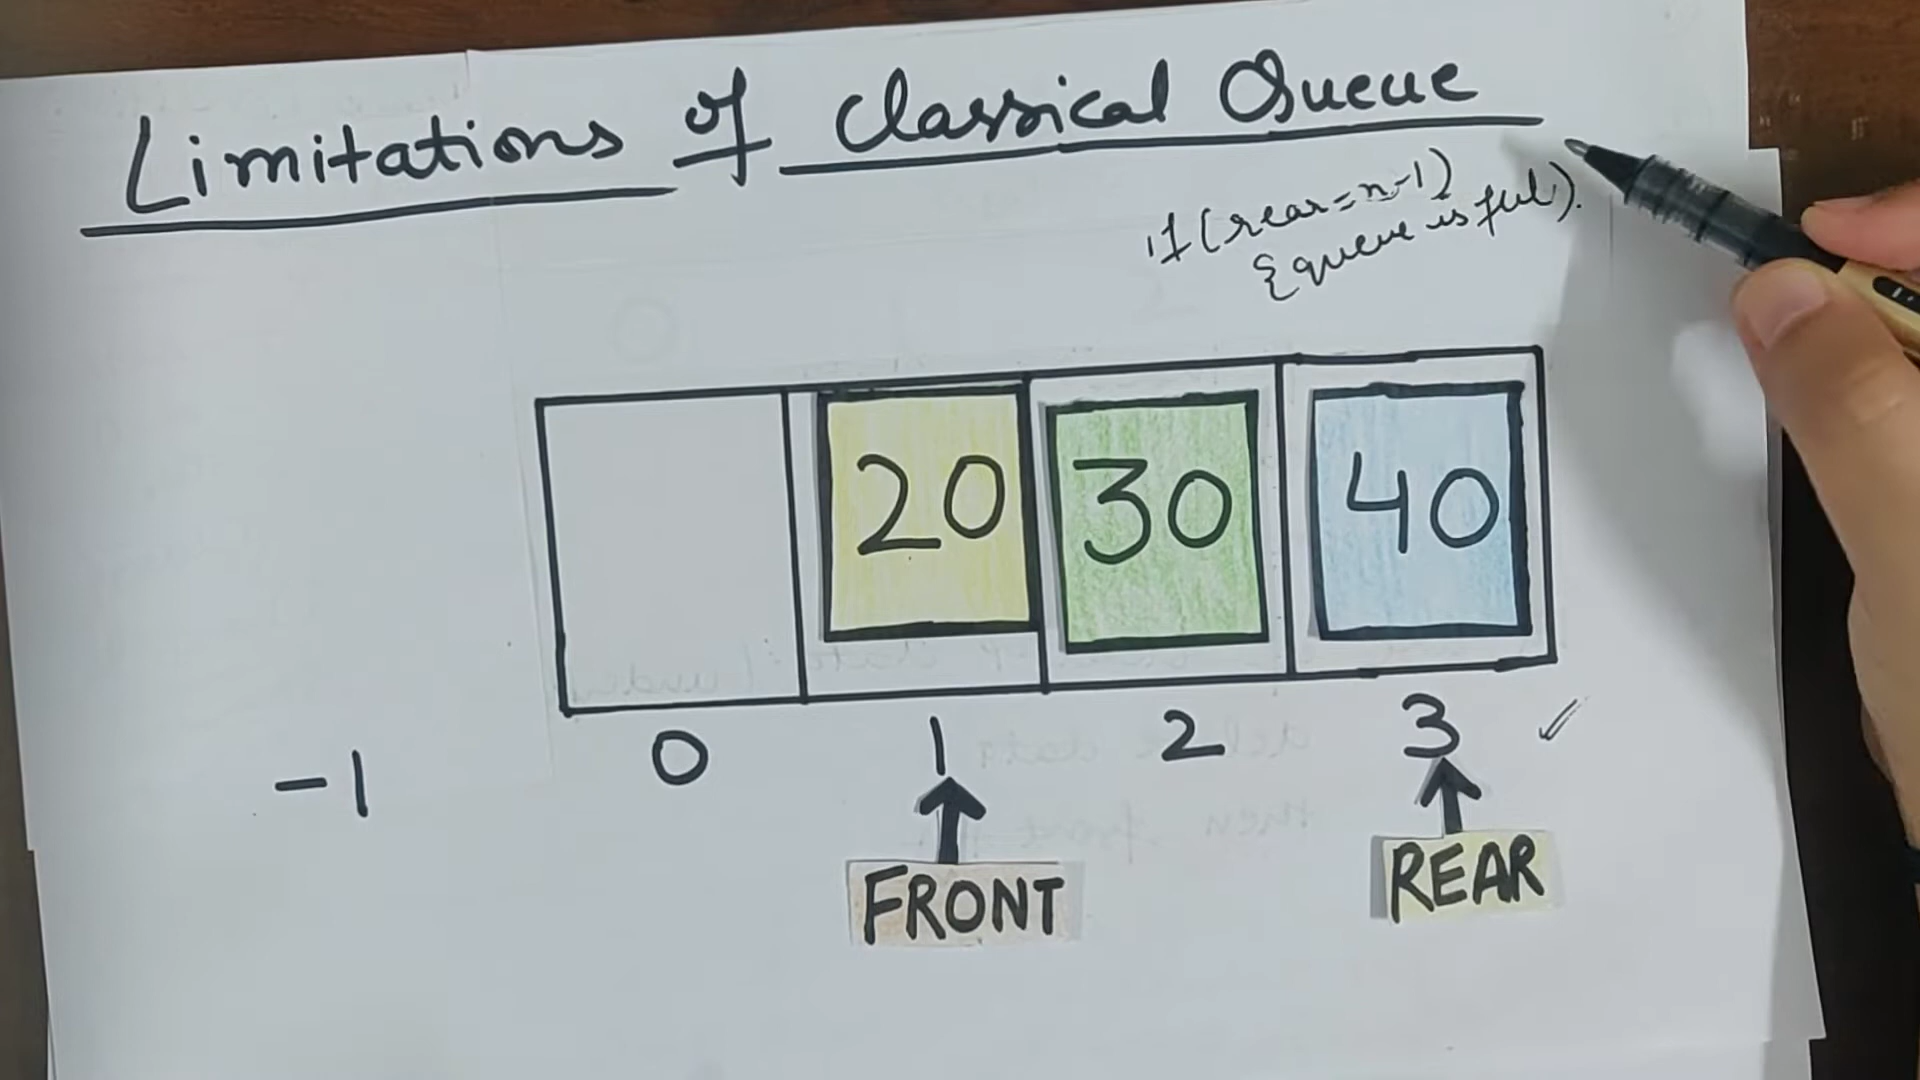 Limitations of classical Queue
if (rear = n-1)
{ queue is full}.
20 30 40
-1 0 1 2 3
FRONT REAR